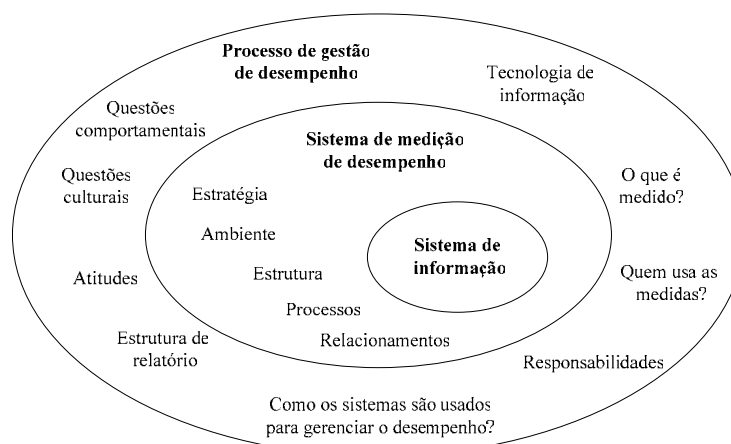 Processo de gestão
de desempenho
Tecnologia de
informação
Questões
comportamentais
Sistema de medição
de desempenho
Questões
culturais
O que é
medido?
Estratégia
Ambiente
Sistema de
informação
Atitudes
Estrutura
Quem usa as
medidas?
Processos
Estrutura de
relatório
Relacionamentos
Responsabilidades
Como os sistemas são usados
para gerenciar o desempenho?